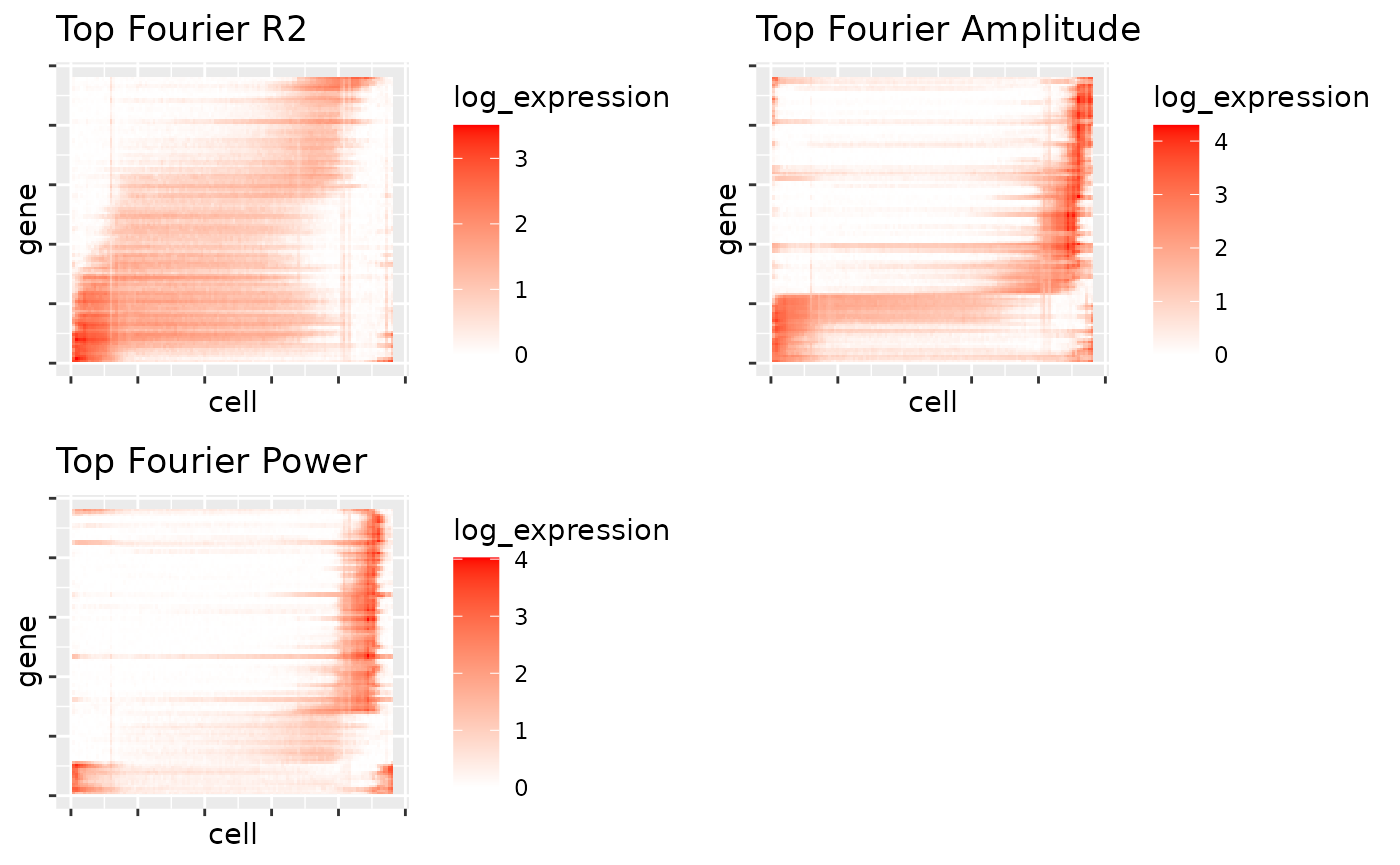 Top Fourier R2
gene
cell
log_expression
3
2
1
0
Top Fourier Amplitude
gene
cell
log_expression
4
3
2
1
0
Top Fourier Power
gene
cell
log_expression
4
3
2
1
0